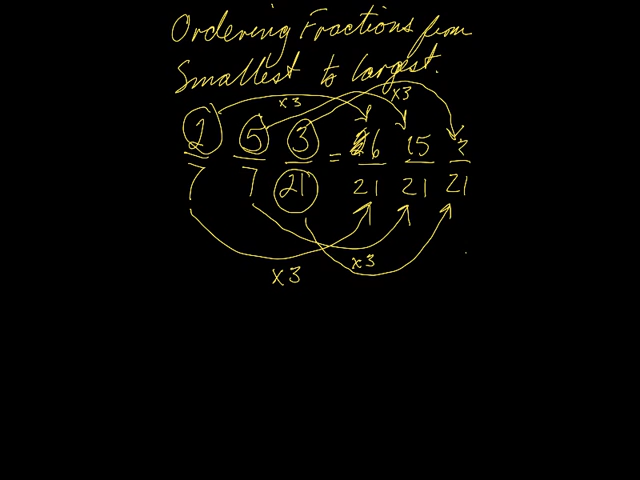 Ordering Fractions from
Smallest to largest.
x3 x3
2 5 3 = 6 15 3
7 7 21 21 21 21
x3 x3